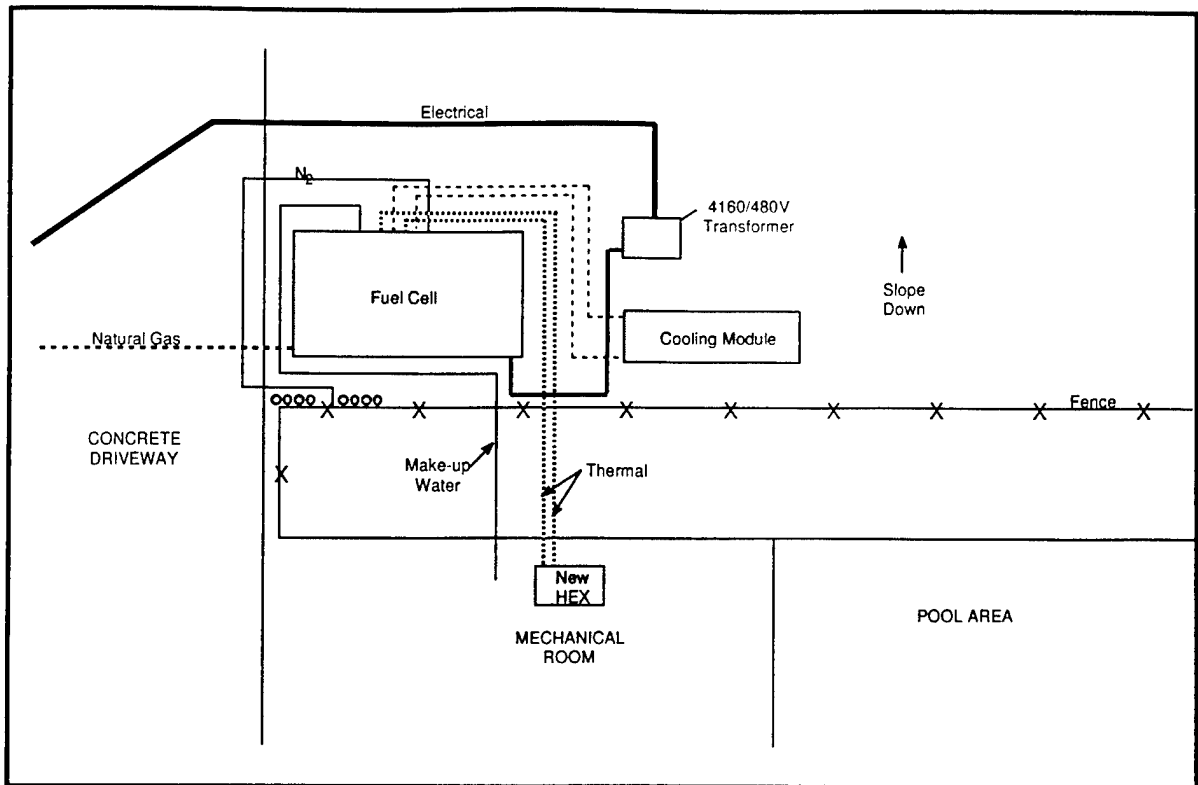 Electrical
N2
4160/480V
Transformer
Slope
Down
Fuel Cell
Natural Gas
Cooling Module
Fence
CONCRETE
DRIVEWAY
Make-up
Water
Thermal
New
HEX
MECHANICAL
ROOM
POOL AREA